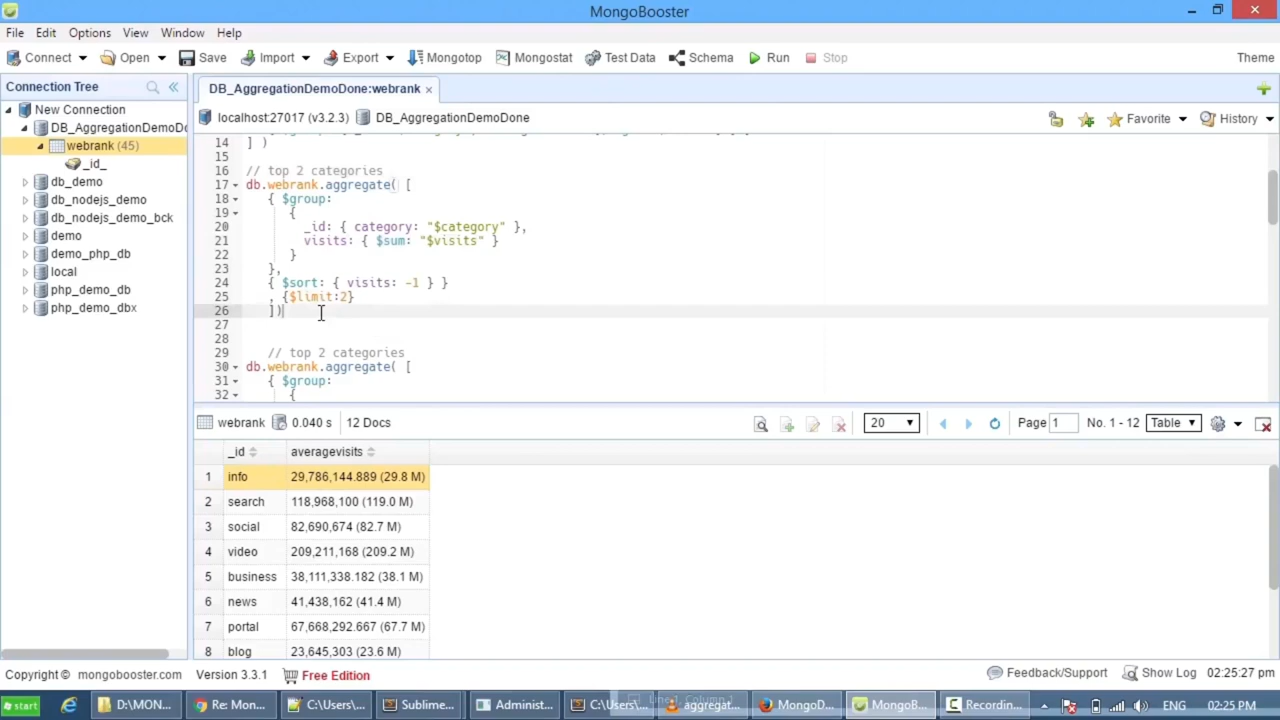 MongoBooster
File Edit Options View Window Help
Connect Open Save Import Export Mongotop Mongostat Test Data Schema Run Stop Theme
Connection Tree
New Connection
DB_AggregationDemoDo
webrank (45)
_id_
db_demo
db_nodejs_demo
db_nodejs_demo_bck
demo
demo_php_db
local
php_demo_db
php_demo_dbx
DB_AggregationDemoDone:webrank ×
localhost:27017 (v3.2.3) DB_AggregationDemoDone Favorite History
14 ] )
15
16 // top 2 categories
17 db.webrank.aggregate( [
18 { $group:
19 {
20 _id: { category: "$category" },
21 visits: { $sum: "$visits" }
22 }
23 },
24 { $sort: { visits: -1 } }
25 , {$limit:2}
26 ])
27
28
29 // top 2 categories
30 db.webrank.aggregate( [
31 { $group:
32 {
webrank 0.040 s 12 Docs 20 Page 1 No. 1 - 12 Table
_id averagevisits
1 info 29,786,144.889 (29.8 M)
2 search 118,968,100 (119.0 M)
3 social 82,690,674 (82.7 M)
4 video 209,211,168 (209.2 M)
5 business 38,111,338.182 (38.1 M)
6 news 41,438,162 (41.4 M)
7 portal 67,668,292.667 (67.7 M)
8 blog 23,645,303 (23.6 M)
Copyright © mongobooster.com Version 3.3.1 Free Edition Feedback/Support Show Log 02:25:27 pm
start D:\MON... Re: Mon... C:\Users\... Sublime... Administ... C:\Users\... aggregat... MongoD... MongoB... Recordin... ENG 02:25 PM